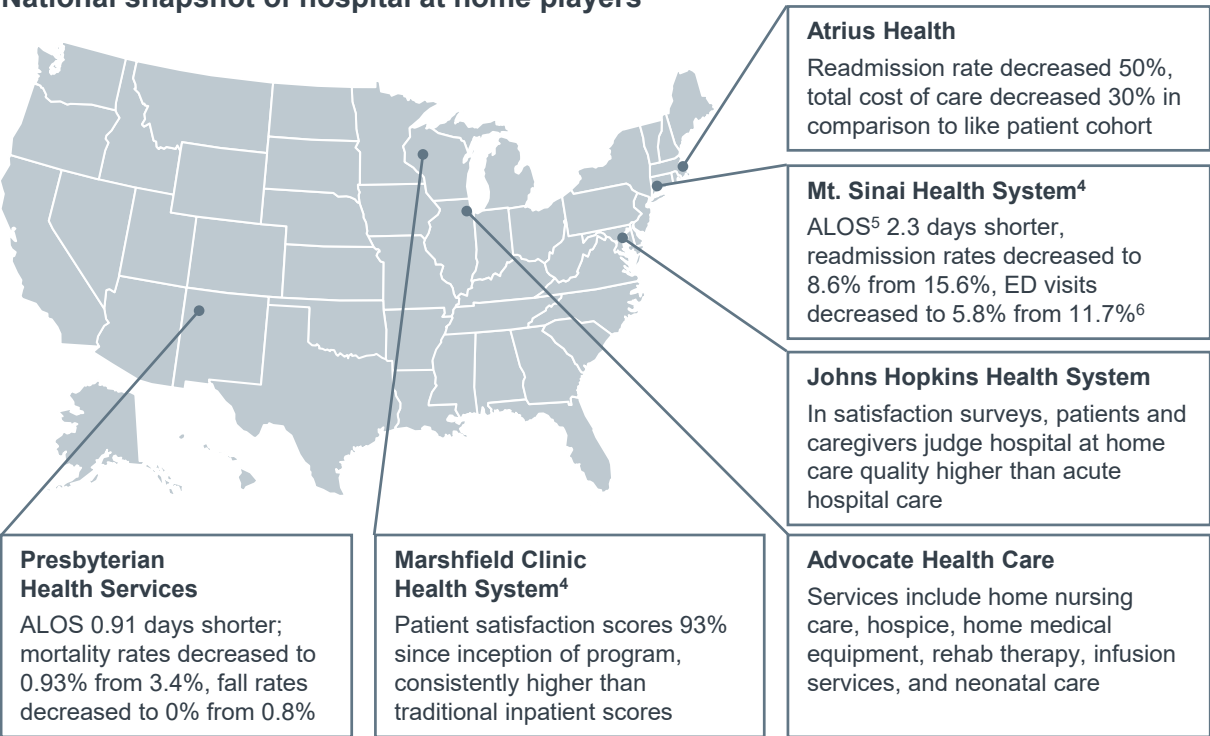 National snapshot of hospital at home players
Atrius Health
Readmission rate decreased 50%,
total cost of care decreased 30% in
comparison to like patient cohort
Mt. Sinai Health System⁴
ALOS⁵ 2.3 days shorter,
readmission rates decreased to
8.6% from 15.6%, ED visits
decreased to 5.8% from 11.7%⁶
Johns Hopkins Health System
In satisfaction surveys, patients and
caregivers judge hospital at home
care quality higher than acute
hospital care
Presbyterian
Health Services
ALOS 0.91 days shorter;
mortality rates decreased to
0.93% from 3.4%, fall rates
decreased to 0% from 0.8%
Marshfield Clinic
Health System⁴
Patient satisfaction scores 93%
since inception of program,
consistently higher than
traditional inpatient scores
Advocate Health Care
Services include home nursing
care, hospice, home medical
equipment, rehab therapy, infusion
services, and neonatal care